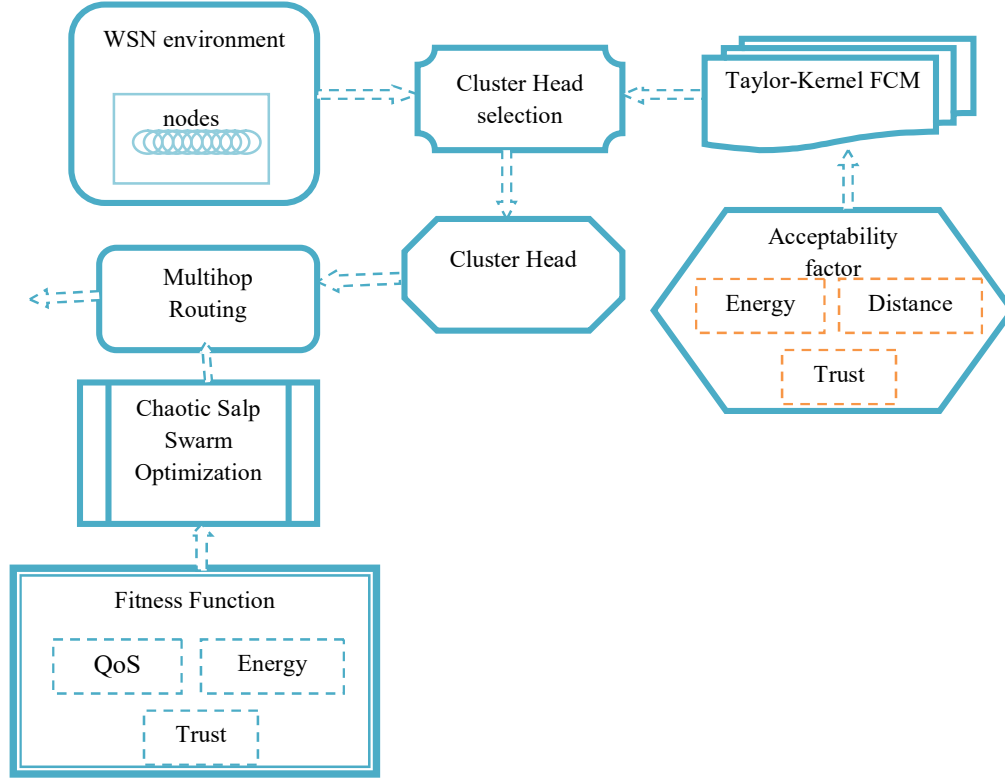 WSN environment
nodes
Cluster Head
selection
Taylor-Kernel FCM
Cluster Head
Acceptability
factor
Energy
Distance
Trust
Multihop
Routing
Chaotic Salp
Swarm
Optimization
Fitness Function
QoS
Energy
Trust